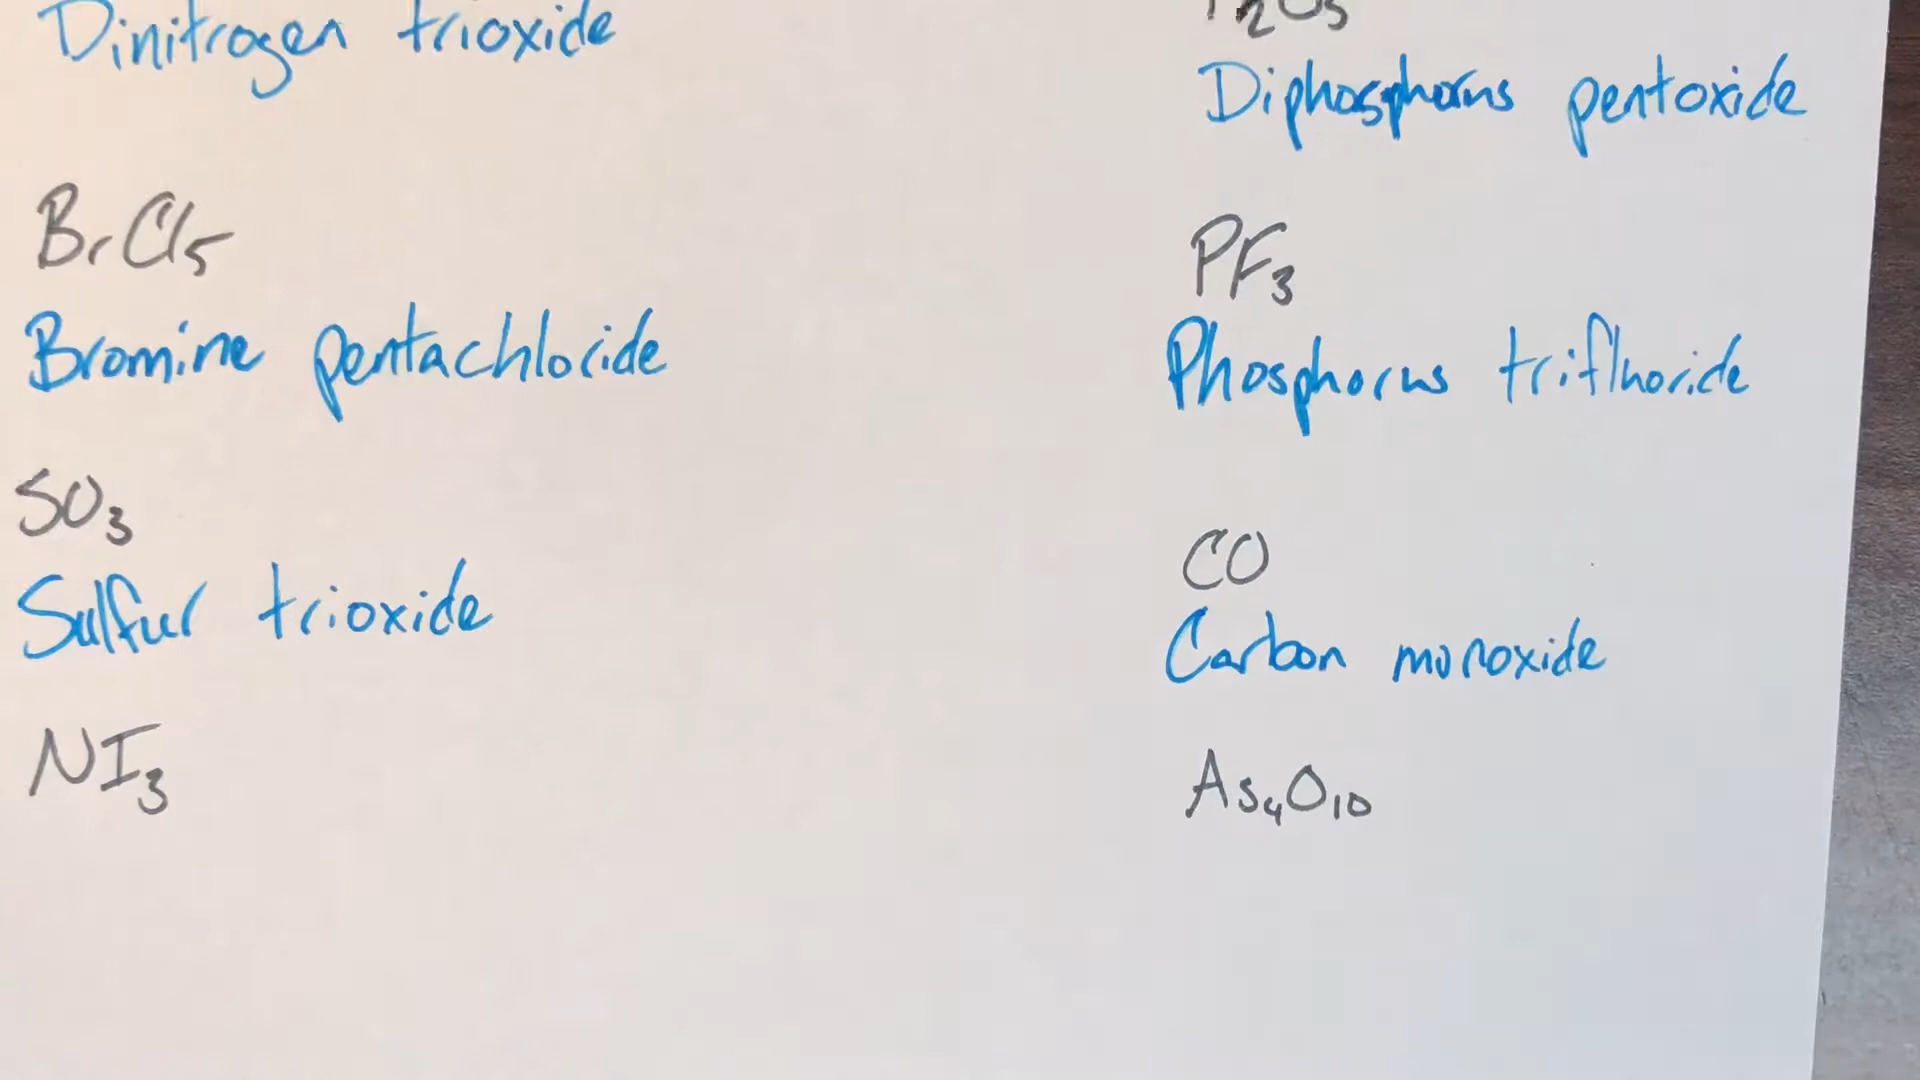 Dinitrogen trioxide
BrCl5
Bromine pentachloride
SO3
Sulfur trioxide
NI3
Diphosphorus pentoxide
PF3
Phosphorus trifluoride
CO
Carbon monoxide
As4O10